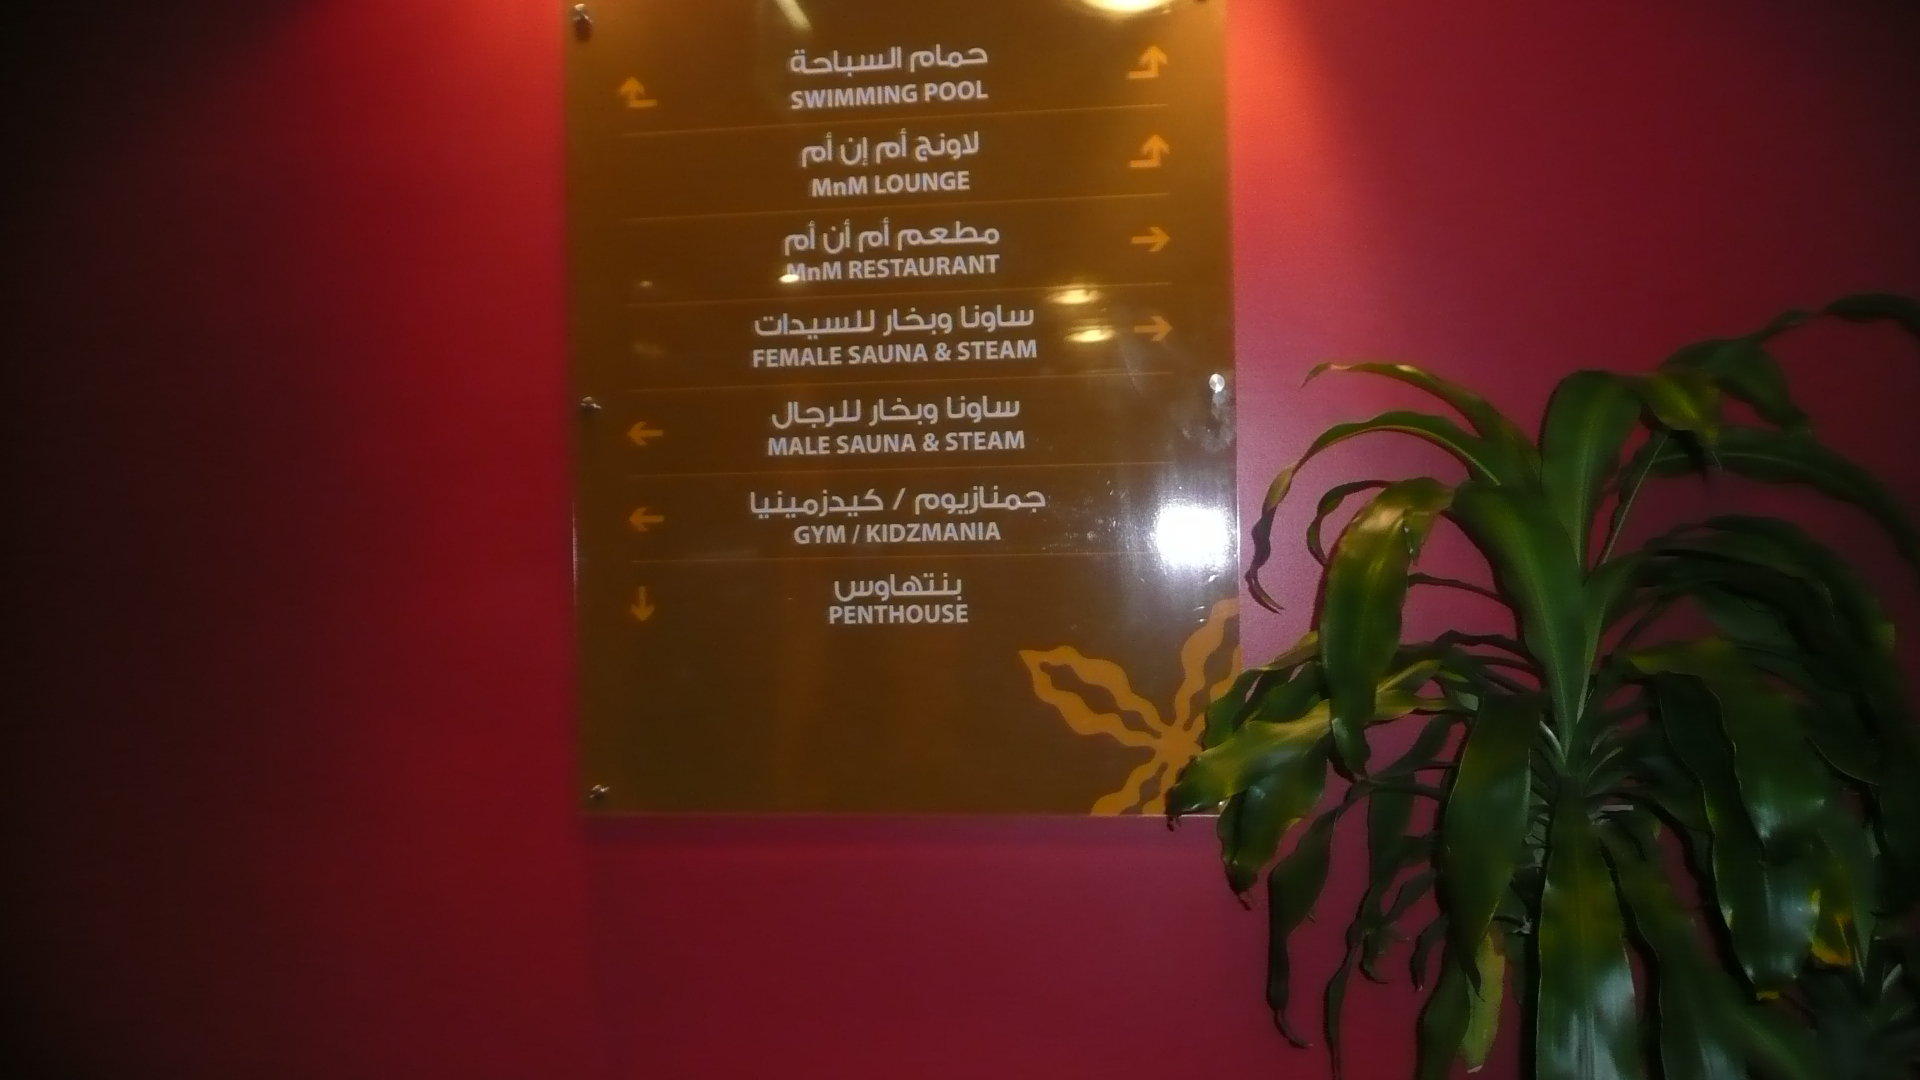 حمام السباحة
SWIMMING POOL
لاونج أم إن أم
MnM LOUNGE
مطعم أم أن أم
MnM RESTAURANT
ساونا وبخار للسيدات
FEMALE SAUNA & STEAM
ساونا وبخار للرجال
MALE SAUNA & STEAM
جمنازيوم / كيدزمينيا
GYM / KIDZMANIA
بنتهاوس
PENTHOUSE